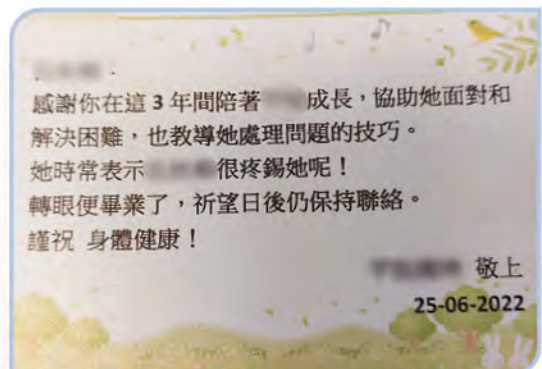 ：
感謝你在這 3 年間陪著 成長，協助她面對和
解決困難，也教導她處理問題的技巧。
她時常表示 很疼錫她呢！
轉眼便畢業了，祈望日後仍保持聯絡。
謹祝 身體健康！
敬上
25-06-2022